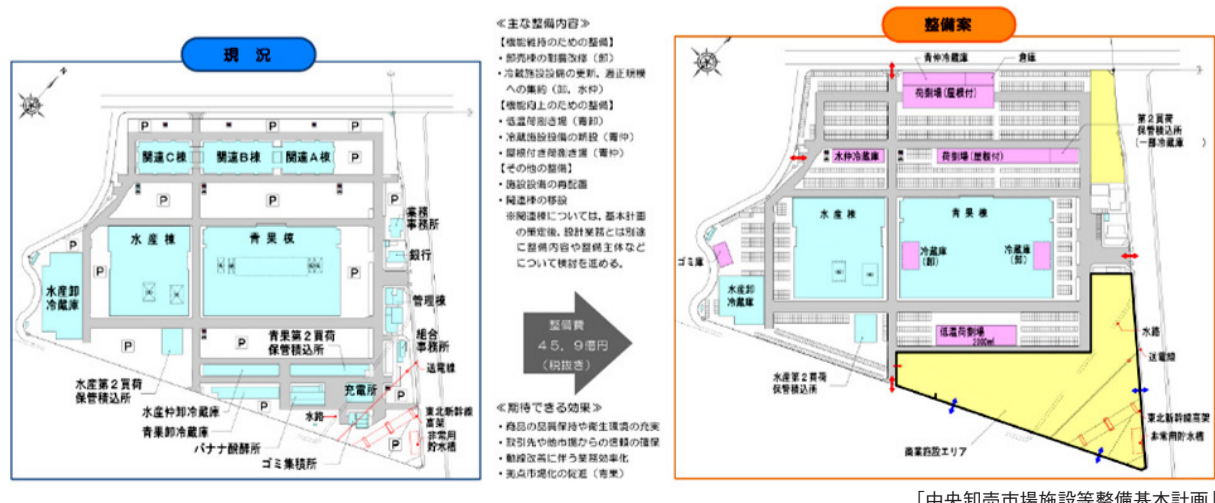 現 況
P
P
P
P
関連C棟
関連B棟
関連A棟
P
P
P
P
業務
事務所
水 産 棟
青 果 棟
P
P
銀行
P
水産卸
冷蔵庫
管理棟
P
青果第2買荷
保管積込所
組合
事務所
P
送電線
水産第2買荷
保管積込所
充電所
水産仲卸冷蔵庫
水路
P
東北新幹線
高架
青果卸冷蔵庫
P
非常用
貯水槽
バナナ醗酵所
ゴミ集積所
≪主な整備内容≫
【機能維持のための整備】
・卸売棟の耐震改修（卸）
・冷蔵施設設備の更新、適正規模
への集約（卸、水仲）
【機能向上のための整備】
・低温荷捌き場（青卸）
・冷蔵施設設備の新設（青仲）
・屋根付き荷捌き場（青仲）
【その他の整備】
・施設設備の再配置
・関連棟の移設
※関連棟については、基本計画
の策定後、設計業務とは別途
に整備内容や整備主体など
について検討を進める。
整備費
45．9億円
（税抜き）
≪期待できる効果≫
・商品の品質保持や衛生環境の充実
・取引先や他市場からの信頼の確保
・動線改善に伴う業務効率化
・拠点市場化の促進（青果）
整備案
青仲冷蔵庫
倉庫
荷捌場(屋根付)
第2買荷
保管積込所
(一部冷蔵庫 )
水仲冷蔵庫
荷捌場(屋根付)
水 産 棟
青 果 棟
ゴミ庫
冷蔵庫
(卸)
冷蔵庫
(卸)
水産卸
冷蔵庫
低温荷捌場
2000㎡
水路
送電線
水産第2買荷
保管積込所
東北新幹線高架
非常用貯水槽
商業施設エリア
「中央卸売市場施設等整備基本計画」